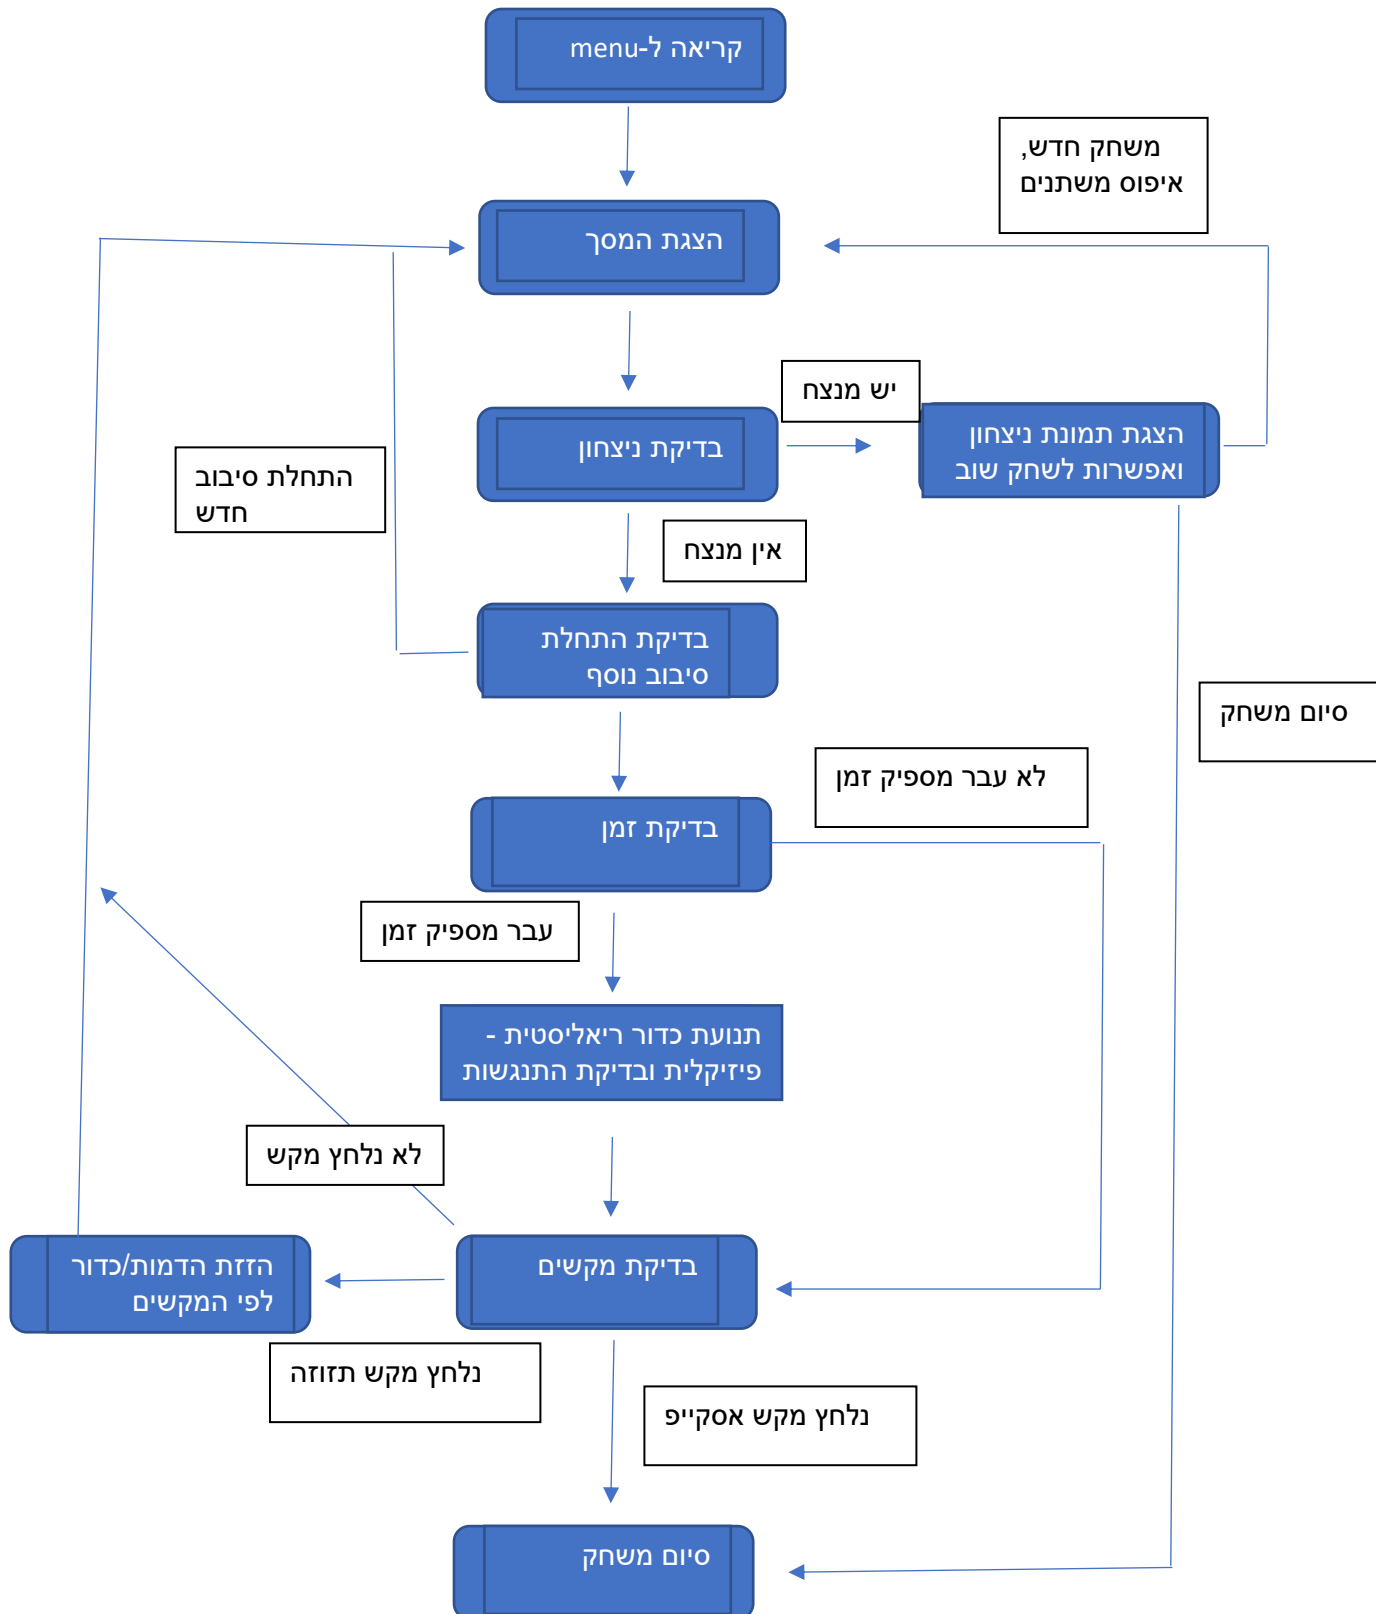 קריאה ל-menu
משחק חדש,
איפוס משתנים
הצגת המסך
יש מנצח
בדיקת ניצחון
הצגת תמונת ניצחון
ואפשרות לשחק שוב
התחלת סיבוב
חדש
אין מנצח
בדיקת התחלת
סיבוב נוסף
סיום משחק
לא עבר מספיק זמן
בדיקת זמן
עבר מספיק זמן
תנועת כדור ריאליסטית -
פיזיקלית ובדיקת התנגשות
לא נלחץ מקש
בדיקת מקשים
הזזת הדמות/כדור
לפי המקשים
נלחץ מקש תזוזה
נלחץ מקש אסקייפ
סיום משחק